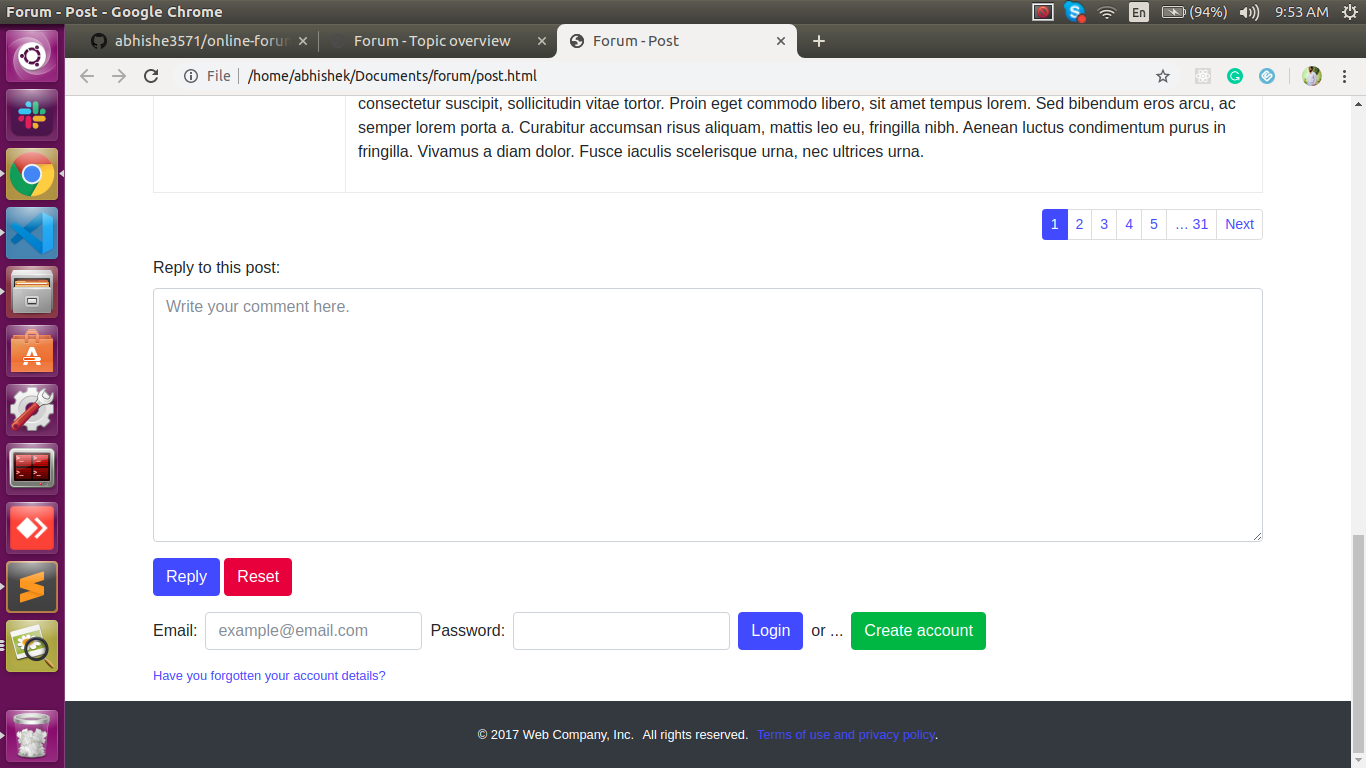 Forum - Post - Google Chrome
En (94%) 9:53 AM
abhishe3571/online-forur Forum - Topic overview Forum - Post
File /home/abhishek/Documents/forum/post.html
consectetur suscipit, sollicitudin vitae tortor. Proin eget commodo libero, sit amet tempus lorem. Sed bibendum eros arcu, ac
semper lorem porta a. Curabitur accumsan risus aliquam, mattis leo eu, fringilla nibh. Aenean luctus condimentum purus in
fringilla. Vivamus a diam dolor. Fusce iaculis scelerisque urna, nec ultrices urna.
1 2 3 4 5 ... 31 Next
Reply to this post:
Write your comment here.
Reply Reset
Email: example@email.com Password: Login or ... Create account
Have you forgotten your account details?
© 2017 Web Company, Inc. All rights reserved. Terms of use and privacy policy.